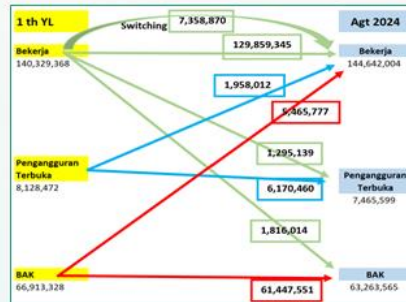 1 th YL
Switching
7,358,870
Agt 2024
Bekerja
140,329,368
129,859,345
Bekerja
144,642,004
1,958,012
5,465,777
1,295,139
Pengangguran
Terbuka
8,128,472
6,170,460
Pengangguran
Terbuka
7,465,599
1,816,014
BAK
66,913,328
61,447,551
BAK
63,263,565